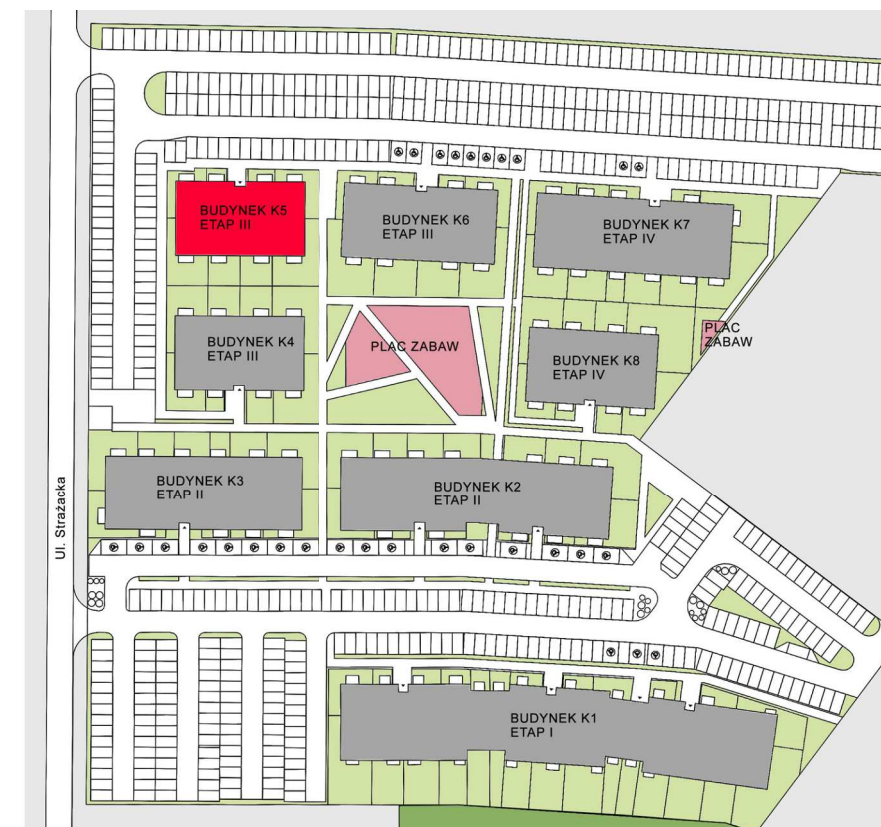 BUDYNEK K5
ETAP III
BUDYNEK K6
ETAP III
BUDYNEK K7
ETAP IV
BUDYNEK K4
ETAP III
PLAC ZABAW
BUDYNEK K8
ETAP IV
PLAC
ZABAW
BUDYNEK K3
ETAP II
BUDYNEK K2
ETAP II
Ul. Strażacka
BUDYNEK K1
ETAP I